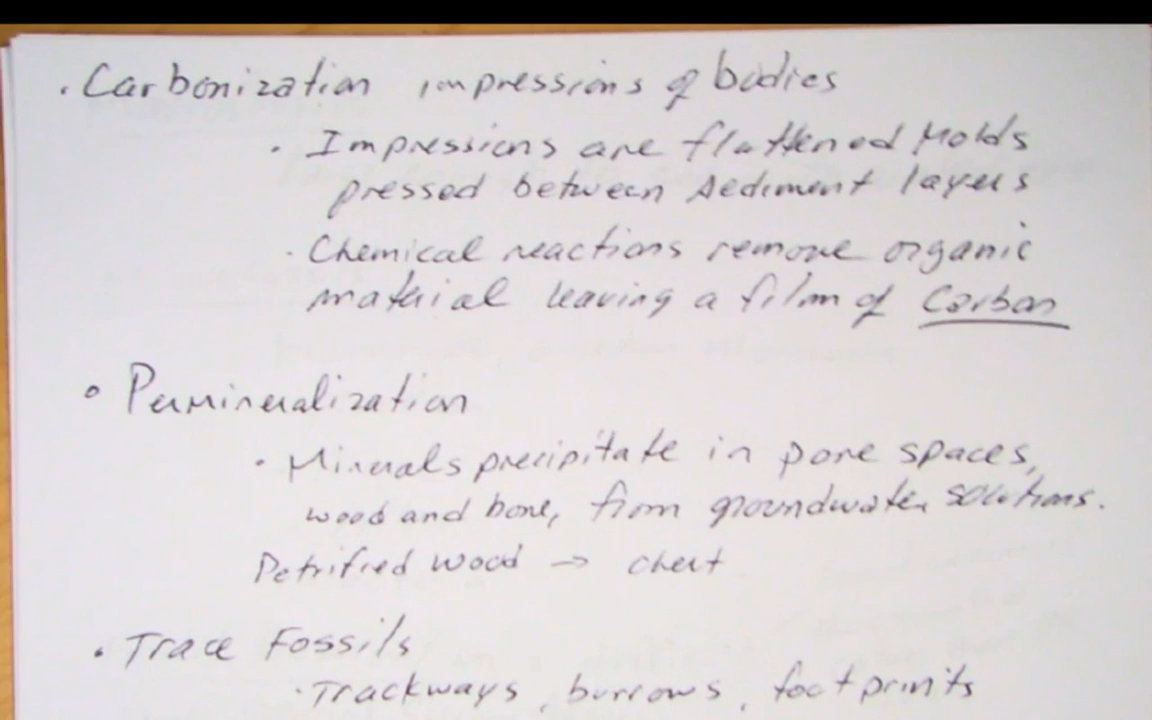 . Carbonization impressions of bodies
. Impressions are flattened Molds
pressed between sediment layers
. Chemical reactions remove organic
material leaving a film of Carbon
• Permineralization
. Minerals precipitate in pore spaces,
wood and bone, from groundwater solutions.
Petrified wood → chert
. Trace Fossils
. Trackways, burrows, footprints